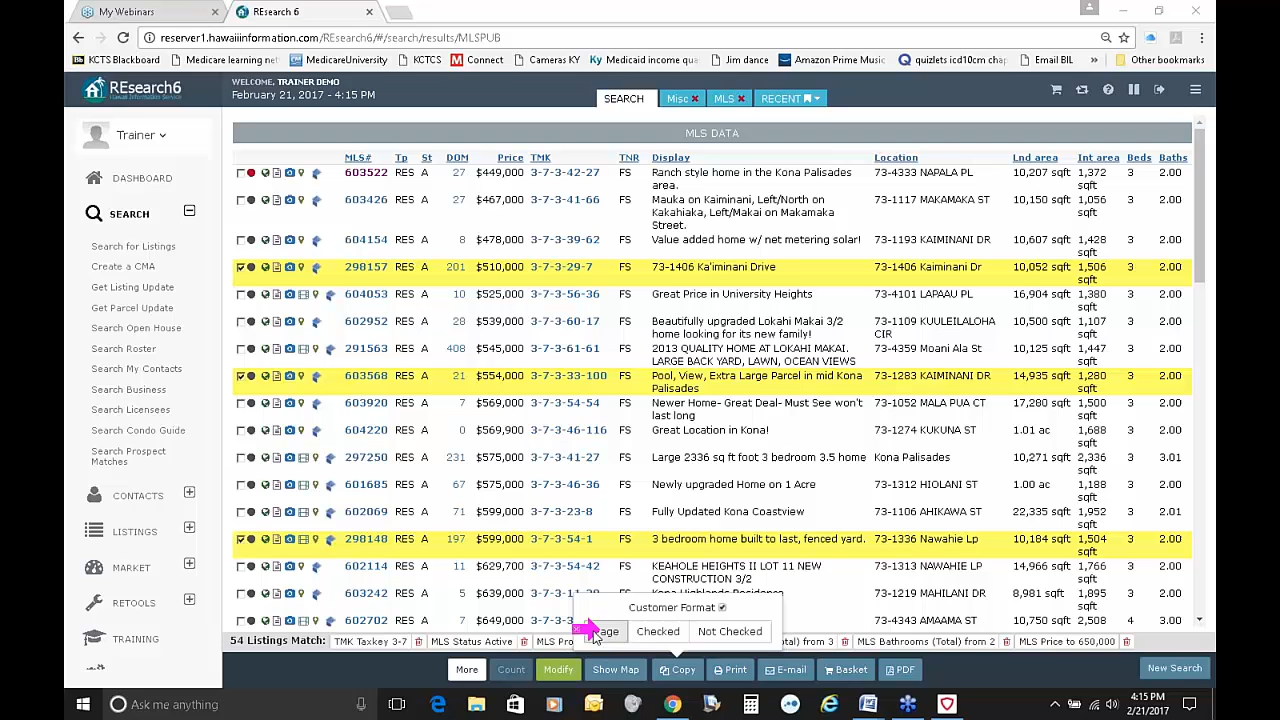 My Webinars
REsearch 6
reserver1.hawaiiinformation.com/REsearch6/#/search/results/MLSPUB
KCTS Blackboard Medicare learning net MedicareUniversity KCTCS Connect Cameras KY Medicaid income qua Jim dance Amazon Prime Music quizlets icd10cm chap Email BIL » Other bookmarks
REsearch6
Hawaii Information Service
WELCOME, TRAINER DEMO
February 21, 2017 - 4:15 PM
SEARCH Misc MLS RECENT
Trainer
DASHBOARD
SEARCH
Search for Listings
Create a CMA
Get Listing Update
Get Parcel Update
Search Open House
Search Roster
Search My Contacts
Search Business
Search Licensees
Search Condo Guide
Search Prospect
Matches
CONTACTS
LISTINGS
MARKET
RETOOLS
TRAINING
MLS DATA
MLS# Tp St DOM Price TMK TNR Display Location Lnd area Int area Beds Baths
603522 RES A 27 $449,000 3-7-3-42-27 FS Ranch style home in the Kona Palisades 73-4333 NAPALA PL 10,207 sqft 1,372 3 2.00
area. sqft
603426 RES A 27 $467,000 3-7-3-41-66 FS Mauka on Kaiminani, Left/North on 73-1117 MAKAMAKA ST 10,150 sqft 1,056 3 2.00
Kakahiaka, Left/Makai on Makamaka sqft
Street.
604154 RES A 8 $478,000 3-7-3-39-62 FS Value added home w/ net metering solar! 73-1193 KAIMINANI DR 10,607 sqft 1,428 3 2.00
sqft
298157 RES A 201 $510,000 3-7-3-29-7 FS 73-1406 Ka'iminani Drive 73-1406 Kaiminani Dr 10,052 sqft 1,506 3 2.00
sqft
604053 RES A 10 $525,000 3-7-3-56-36 FS Great Price in University Heights 73-4101 LAPAAU PL 16,904 sqft 1,380 3 2.00
sqft
602952 RES A 28 $539,000 3-7-3-60-17 FS Beautifully upgraded Lokahi Makai 3/2 73-1109 KUULEILALOHA 10,500 sqft 1,107 3 2.00
home looking for its new family! CIR sqft
291563 RES A 408 $545,000 3-7-3-61-61 FS 2013 QUALITY HOME AT LOKAHI MAKAI. 73-4359 Moani Ala St 10,125 sqft 1,447 3 2.00
LARGE BACK YARD, LAWN, OCEAN VIEWS sqft
603568 RES A 21 $554,000 3-7-3-33-100 FS Pool, View, Extra Large Parcel in mid Kona 73-1283 KAIMINANI DR 14,935 sqft 1,280 3 2.00
Palisades sqft
603920 RES A 7 $569,000 3-7-3-54-54 FS Newer Home- Great Deal- Must See won't 73-1052 MALA PUA CT 17,280 sqft 1,500 3 2.00
last long sqft
604220 RES A 0 $569,900 3-7-3-46-116 FS Great Location in Kona! 73-1274 KUKUNA ST 1.01 ac 1,688 3 2.00
sqft
297250 RES A 231 $575,000 3-7-3-41-27 FS Large 2336 sq ft foot 3 bedroom 3.5 home Kona Palisades 10,271 sqft 2,336 3 3.01
sqft
601685 RES A 67 $575,000 3-7-3-46-36 FS Newly upgraded Home on 1 Acre 73-1312 HIOLANI ST 1.00 ac 1,188 3 2.00
sqft
602069 RES A 71 $599,000 3-7-3-23-8 FS Fully Updated Kona Coastview 73-1106 AHIKAWA ST 22,335 sqft 1,952 3 2.01
sqft
298148 RES A 197 $599,000 3-7-3-54-1 FS 3 bedroom home built to last, fenced yard. 73-1336 Nawahie Lp 10,184 sqft 1,504 3 2.00
sqft
602114 RES A 11 $629,700 3-7-3-54-42 FS KEAHOLE HEIGHTS II LOT 11 NEW 73-1313 NAWAHIE LP 14,966 sqft 1,766 3 2.00
CONSTRUCTION 3/2 sqft
603242 RES A 5 $639,000 73-1219 MAHILANI DR 8,981 sqft 1,895 3 2.00
sqft
602702 RES A 61 $649,000 73-4343 AMAAMA ST 10,018 sqft 2,508 4 3.00
Customer Format
Checked Not Checked
54 Listings Match: TMK Taxkey 3-7 MLS Status Active from 3 MLS Bathrooms (Total) from 2 MLS Price to 650,000
More Count Modify Show Map Copy Print E-mail Basket PDF New Search
Ask me anything
4:15 PM
2/21/2017